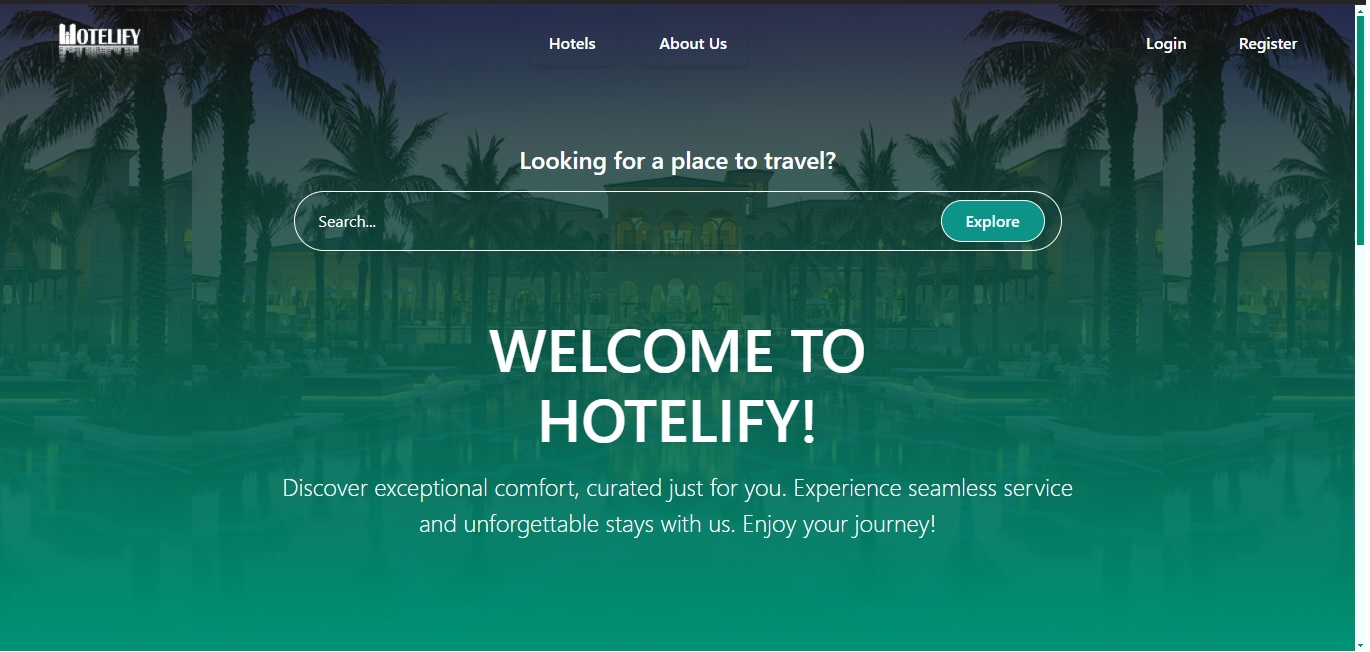 HOTELIFY
Hotels
About Us
Login
Register
Looking for a place to travel?
Search...
Explore
WELCOME TO
HOTELIFY!
Discover exceptional comfort, curated just for you. Experience seamless service
and unforgettable stays with us. Enjoy your journey!